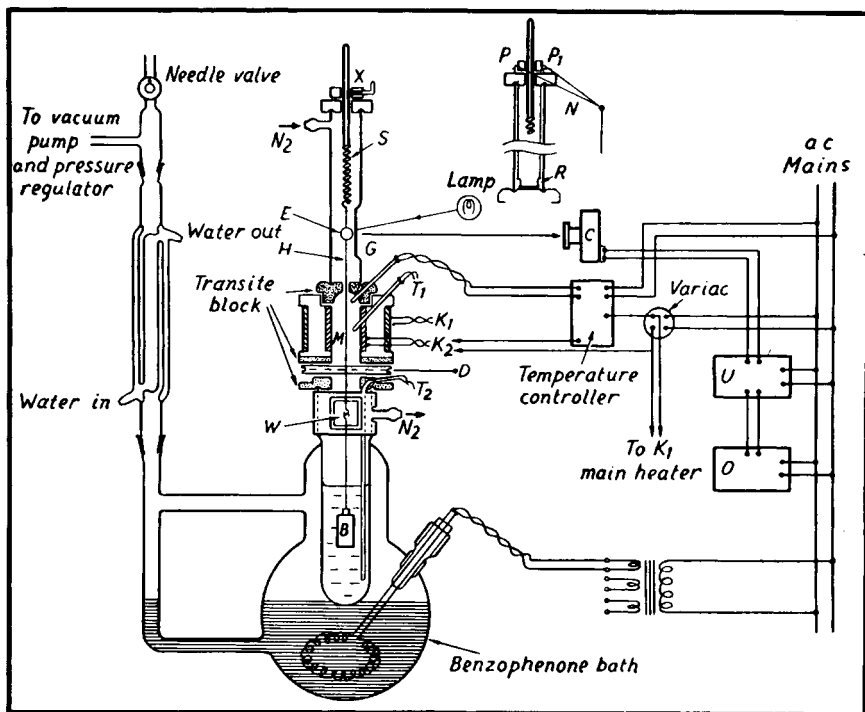 Needle valve
To vacuum
pump
and pressure
regulator
Water out
Transite
block
Water in
X
N2
S
E
H
G
Lamp
T1
K1
M
K2
D
T2
W
N2
B
P
P1
N
R
C
ac
Mains
Variac
Temperature
controller
U
To K1
main heater
O
Benzophenone bath